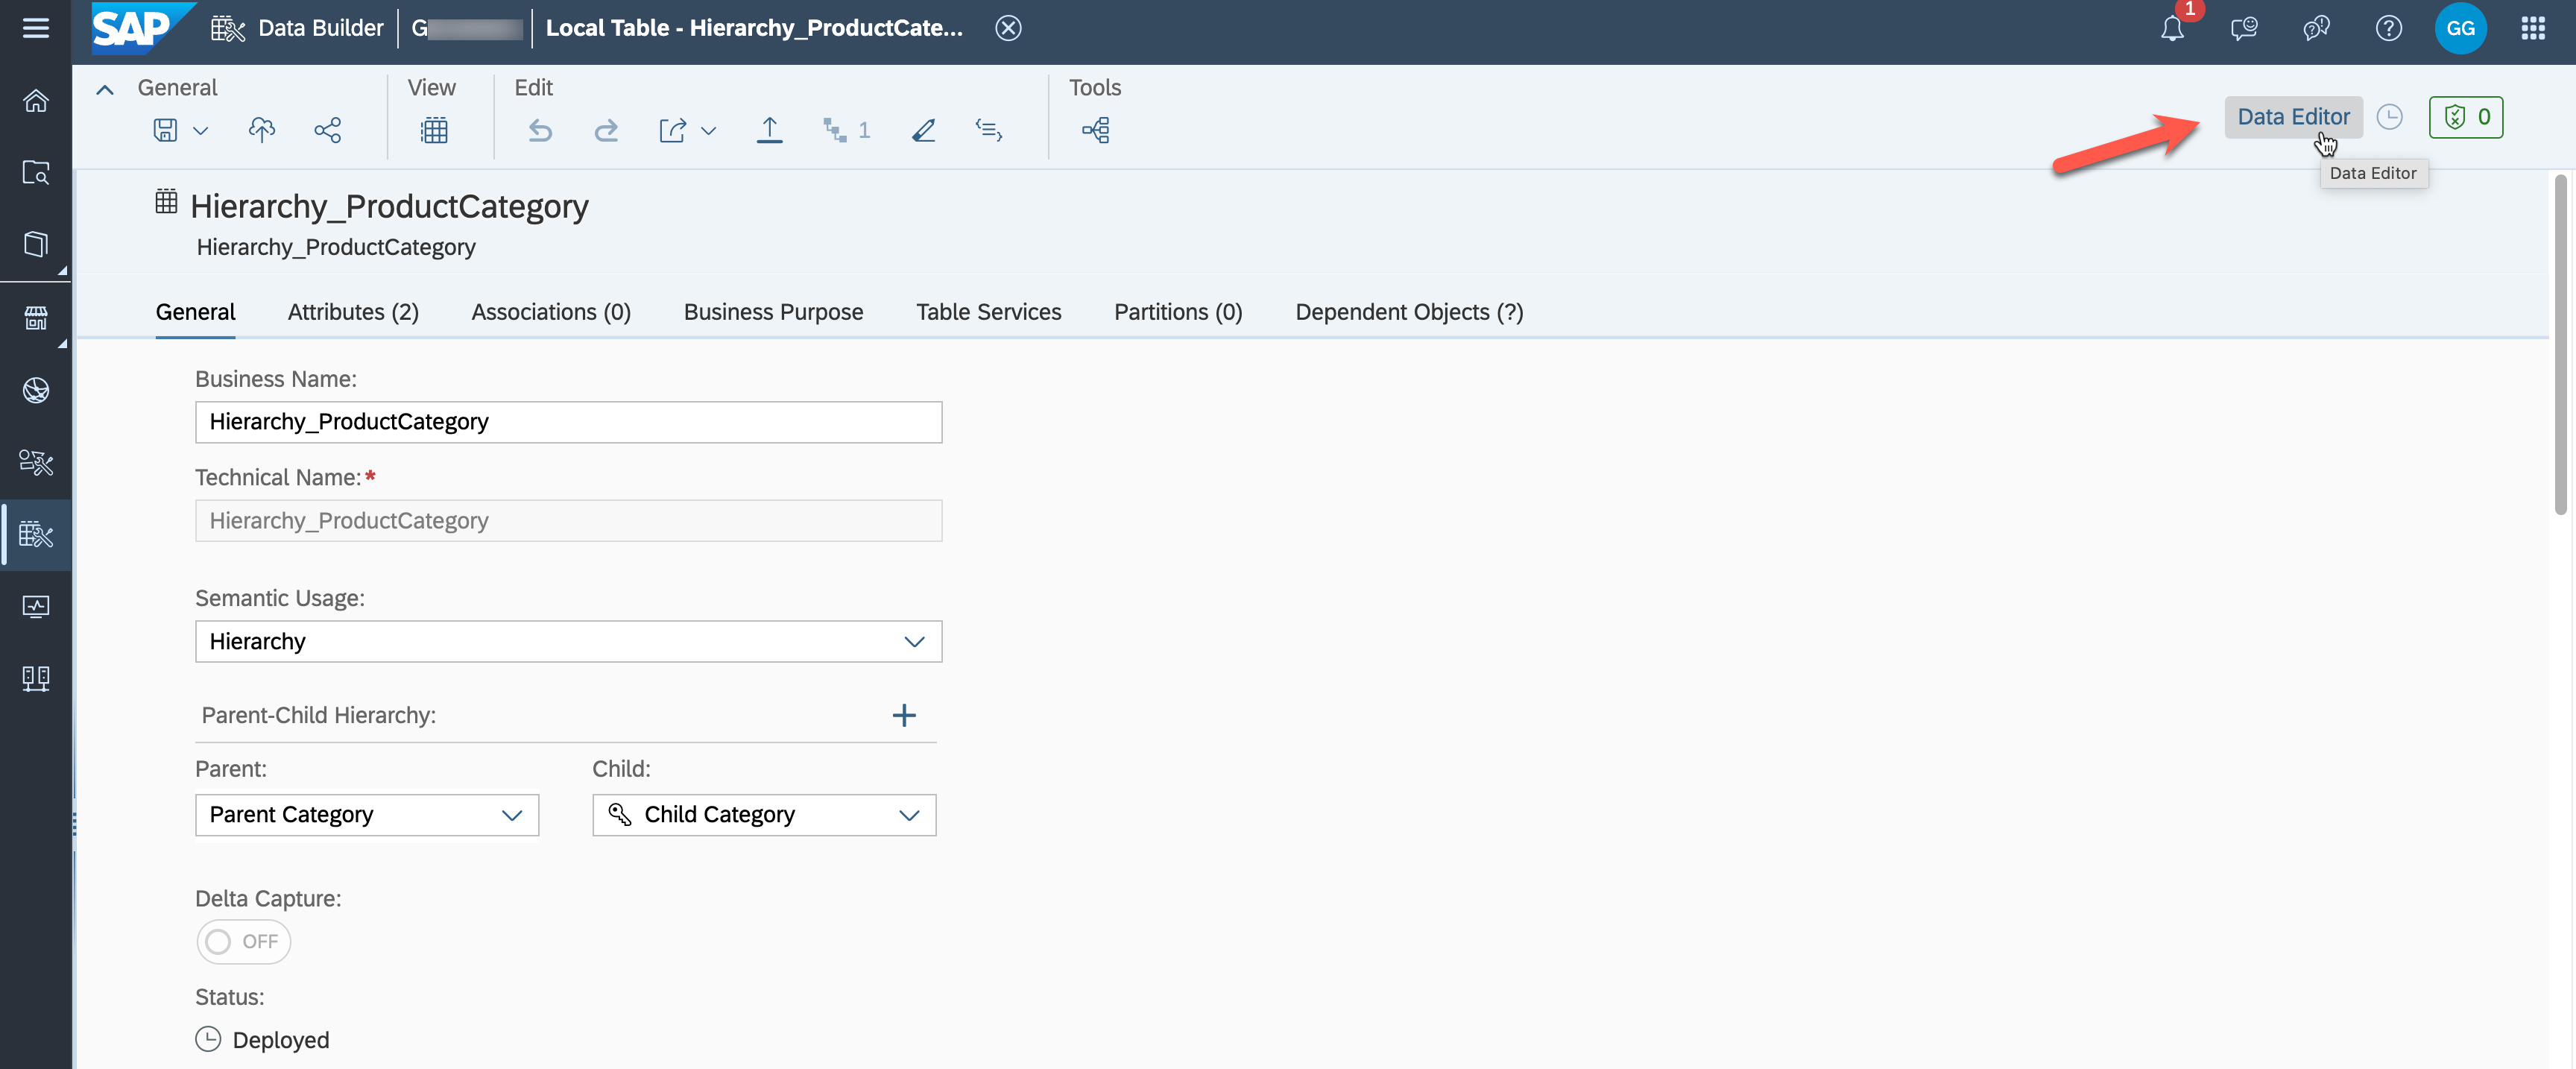 SAP Data Builder G Local Table - Hierarchy_ProductCate... 1 GG
General View Edit Tools
1 Data Editor 0
Data Editor
Hierarchy_ProductCategory
Hierarchy_ProductCategory
General Attributes (2) Associations (0) Business Purpose Table Services Partitions (0) Dependent Objects (?)
Business Name:
Hierarchy_ProductCategory
Technical Name:*
Hierarchy_ProductCategory
Semantic Usage:
Hierarchy
Parent-Child Hierarchy:
Parent: Child:
Parent Category Child Category
Delta Capture:
OFF
Status:
Deployed